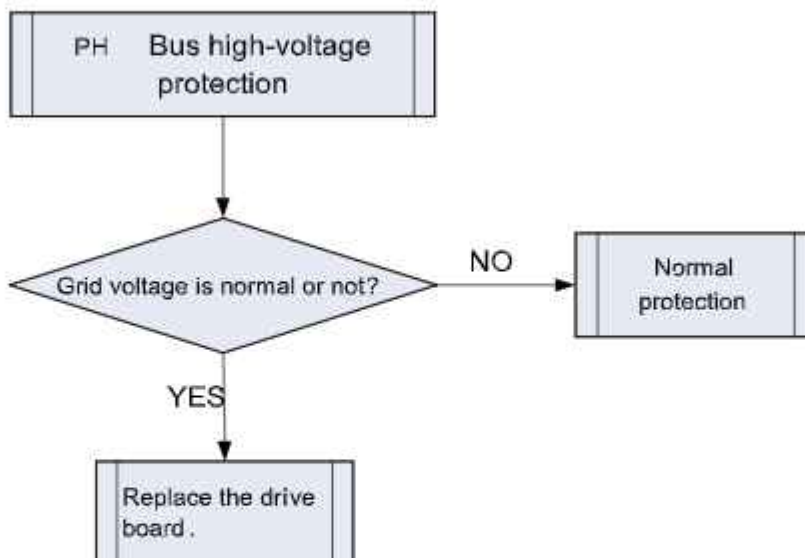 PH Bus high-voltage
protection
Grid voltage is normal or not?
NO
Normal
protection
YES
Replace the drive
board.